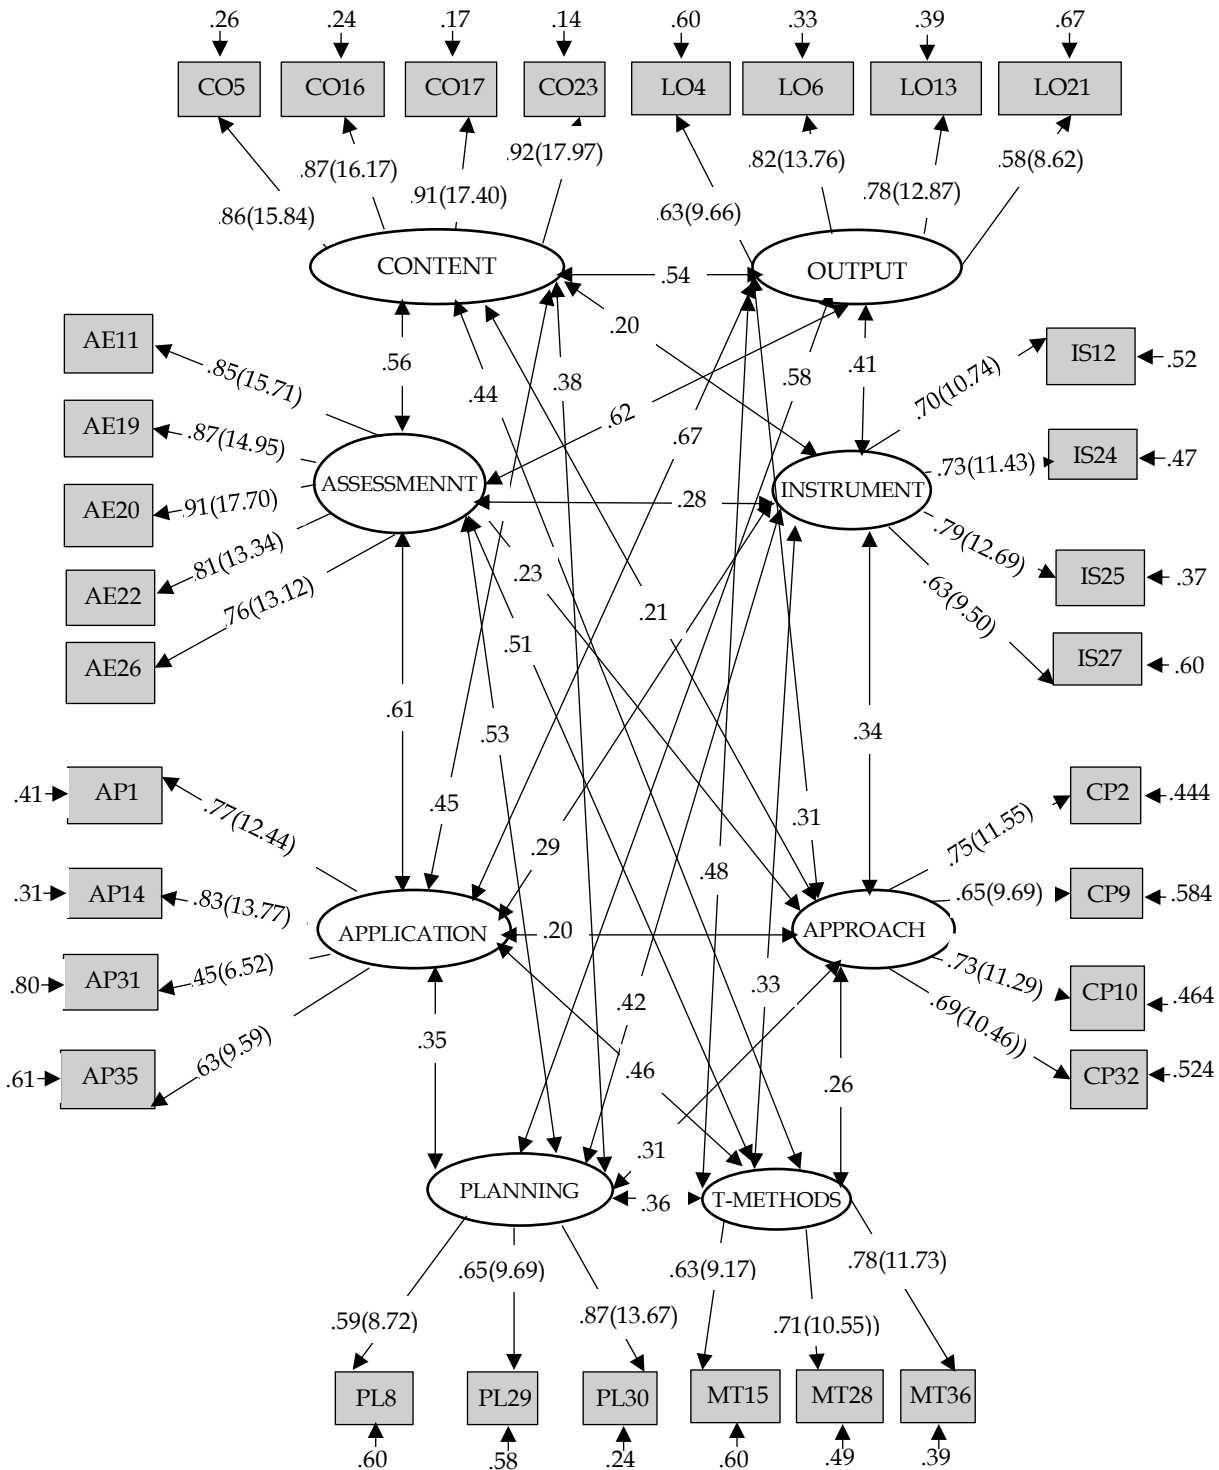 .26 .24 .17 .14 .60 .33 .39 .67
CO5 CO16 CO17 CO23 LO4 LO6 LO13 LO21
.86(15.84) .87(16.17) .91(17.40) .92(17.97) .63(9.66) .82(13.76) .78(12.87) .58(8.62)
CONTENT .54 OUTPUT
.20
AE11 .85(15.71) .56 .44 .38 .58 .41 .70(10.74) IS12 .52
AE19 .87(14.95) .62 .67 .73(11.43) IS24 .47
ASSESSMENNT .28 INSTRUMENT
AE20 .91(17.70) .79(12.69) IS25 .37
AE22 .81(13.34) .23 .21 .63(9.50)
AE26 .76(13.12) .51 IS27 .60
.61 .53 .34
.41 AP1 .77(12.44) .45 .31 .75(11.55) CP2 .444
.29 .48
.31 AP14 .83(13.77) .65(9.69) CP9 .584
APPLICATION .20 APPROACH
.80 AP31 .45(6.52) .33 .73(11.29) CP10 .464
.42
.35 .63(9.59) .69(10.46))
.61 AP35 .46 .26 CP32 .524
.31
PLANNING .36 T-METHODS
.59(8.72) .65(9.69) .87(13.67) .63(9.17) .71(10.55)) .78(11.73)
PL8 PL29 PL30 MT15 MT28 MT36
.60 .58 .24 .60 .49 .39